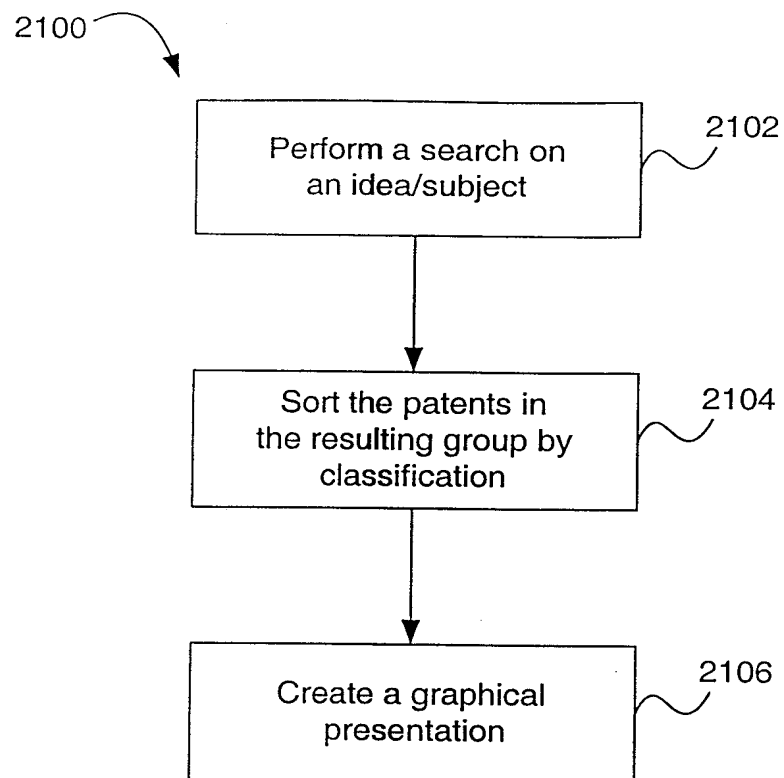 2100
2102
Perform a search on
an idea/subject
2104
Sort the patents in
the resulting group by
classification
2106
Create a graphical
presentation